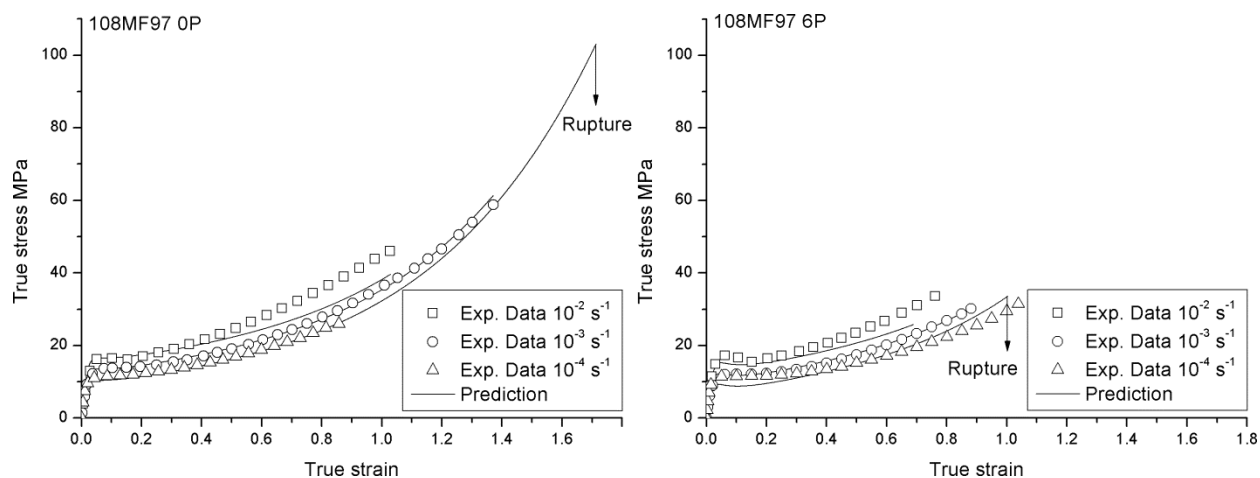 108MF97 0P
True stress MPa
100
80
60
40
20
0
0.0 0.2 0.4 0.6 0.8 1.0 1.2 1.4 1.6
True strain
Rupture
Exp. Data 10⁻² s⁻¹
Exp. Data 10⁻³ s⁻¹
Exp. Data 10⁻⁴ s⁻¹
Prediction
108MF97 6P
True stress MPa
100
80
60
40
20
0
0.0 0.2 0.4 0.6 0.8 1.0 1.2 1.4 1.6 1.8
True strain
Rupture
Exp. Data 10⁻² s⁻¹
Exp. Data 10⁻³ s⁻¹
Exp. Data 10⁻⁴ s⁻¹
Prediction